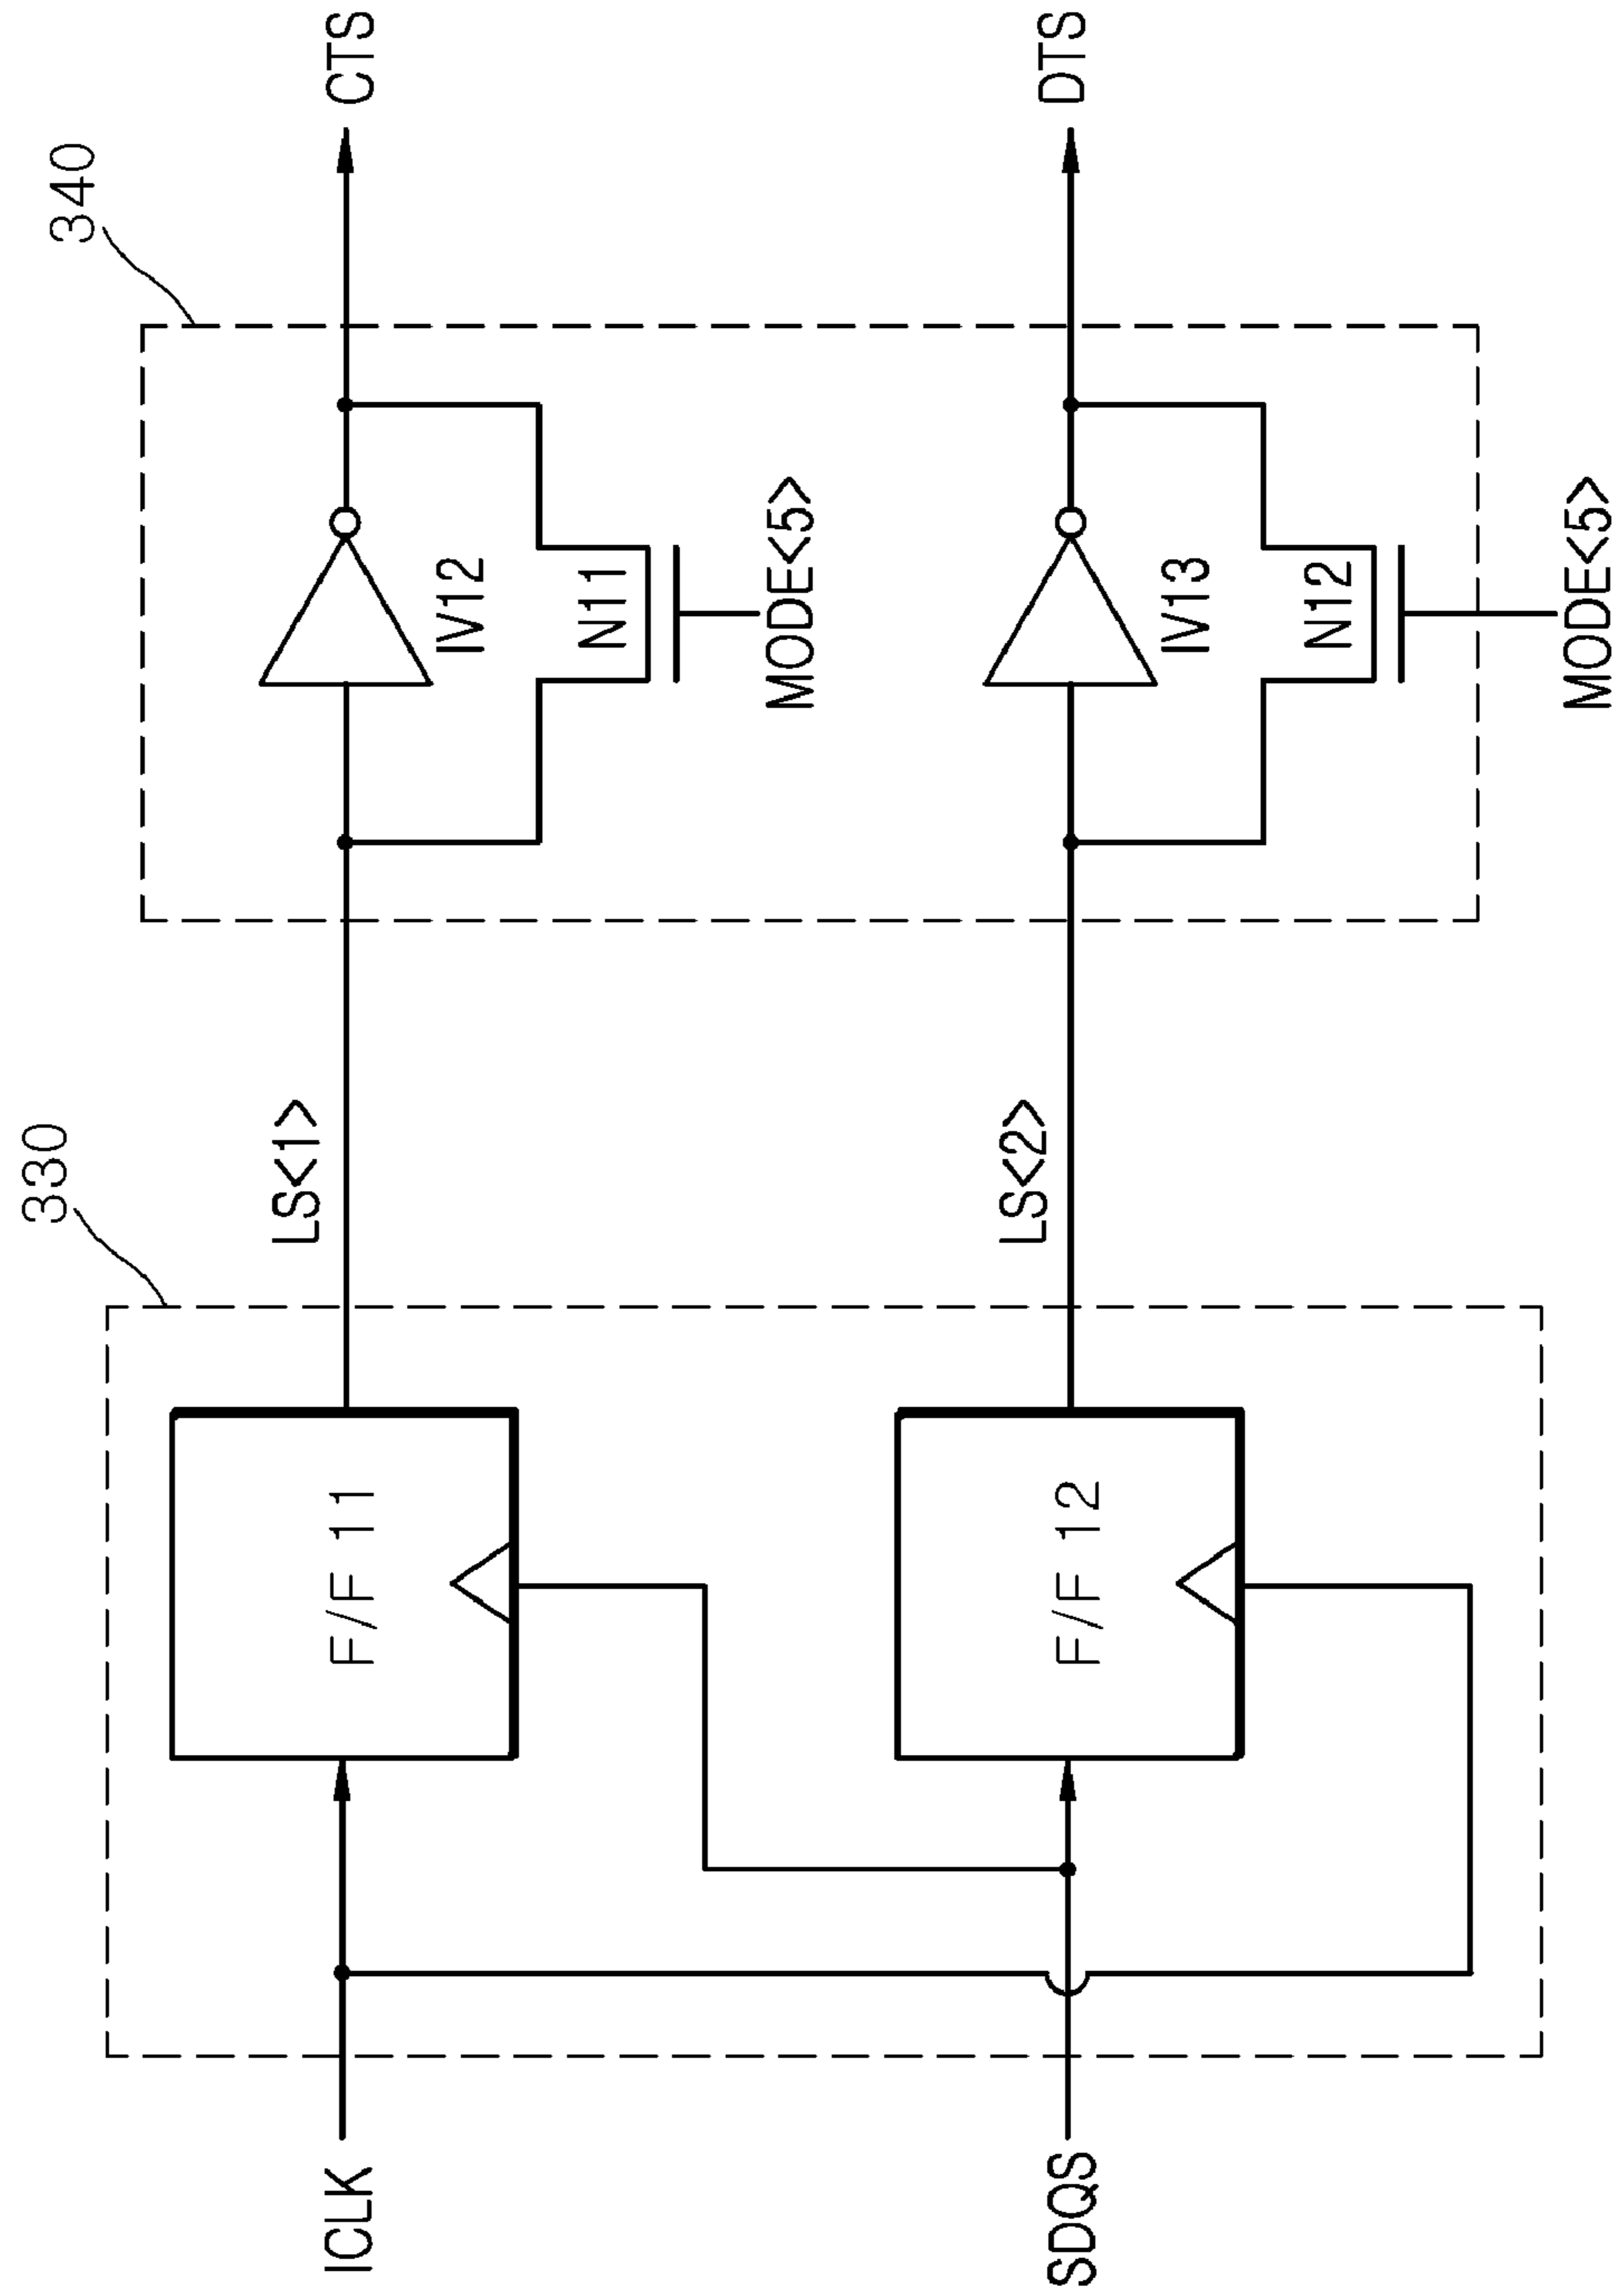 330
340
ICLK
F/F 11
LS<1>
IV12
N11
MODE<5>
CTS
SDQS
F/F 12
LS<2>
IV13
N12
MODE<5>
DTS